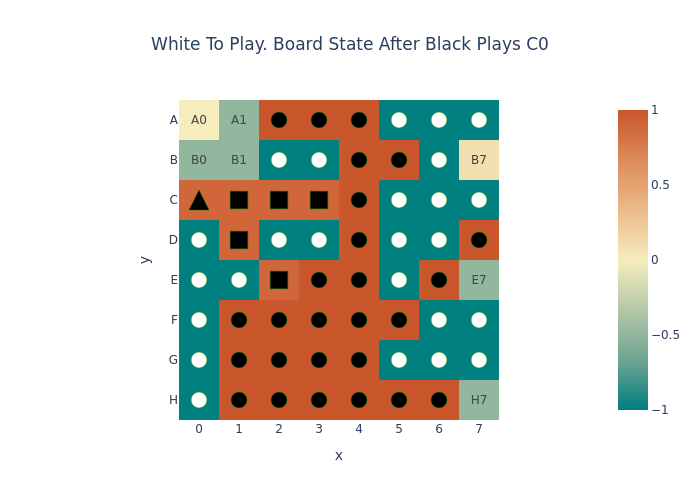 White To Play. Board State After Black Plays C0
A A0 A1
B B0 B1 B7
C
D
E E7
F
G
H H7
0 1 2 3 4 5 6 7
x
y
1
0.5
0
−0.5
−1